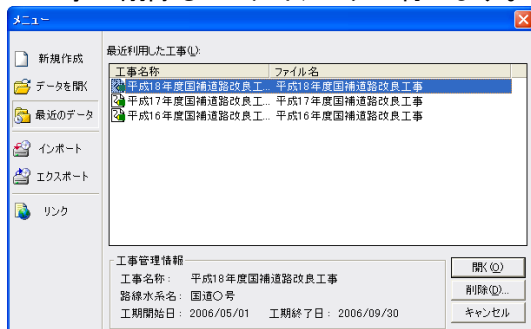 メニュー
新規作成
データを開く
最近のデータ
インポート
エクスポート
リンク
最近利用した工事(L):
工事名称 ファイル名
平成18年度国補道路改良工... 平成18年度国補道路改良工事
平成17年度国補道路改良工... 平成17年度国補道路改良工事
平成16年度国補道路改良工... 平成16年度国補道路改良工事
工事管理情報
工事名称： 平成18年度国補道路改良工事
路線水系名： 国道〇号
工期開始日： 2006/05/01 工期終了日： 2006/09/30
開く(O)
削除(D)...
キャンセル